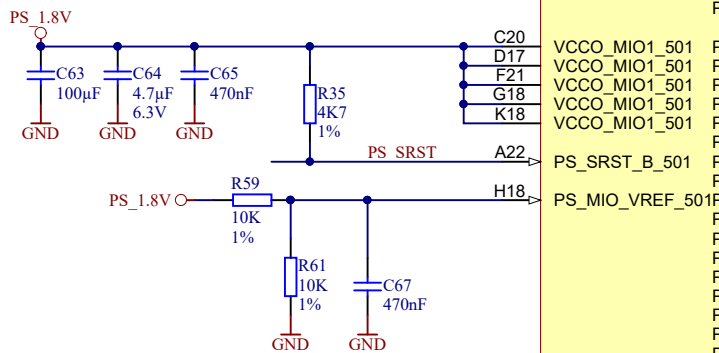 PS_1.8V
C63
100µF
GND
C64
4.7µF
6.3V
GND
C65
470nF
GND
R35
4K7
1%
C20
VCCO_MIO1_501
D17
VCCO_MIO1_501
F21
VCCO_MIO1_501
G18
VCCO_MIO1_501
K18
VCCO_MIO1_501
PS_SRST
A22
PS_SRST_B_501
PS_1.8V
R59
10K
1%
H18
PS_MIO_VREF_501
R61
10K
1%
GND
C67
470nF
GND